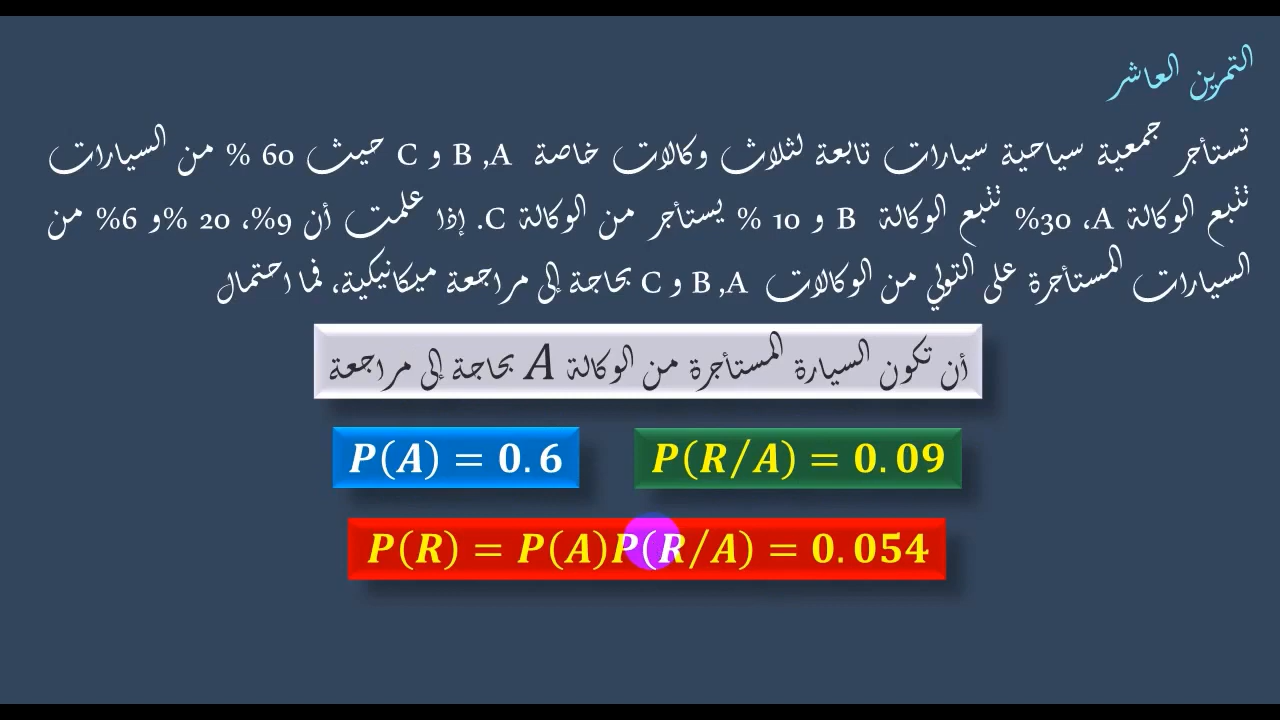 التمرين العاشر
تستأجر جمعية سياحية سيارات تابعة لثلاث وكالات خاصة B ,A و C حيث 60 % من السيارات
تتبع الوكالة A، 30% تتبع الوكالة B و 10 % يستأجر من الوكالة C. إذا علمت أن 9%، 20 %و 6% من
السيارات المستأجرة على التولي من الوكالات B ,A و C بحاجة إلى مراجعة ميكانيكية، فما احتمال
أن تكون السيارة المستأجرة من الوكالة A بحاجة إلى مراجعة
P(A) = 0.6
P(R/A) = 0.09
P(R) = P(A)P(R/A) = 0.054